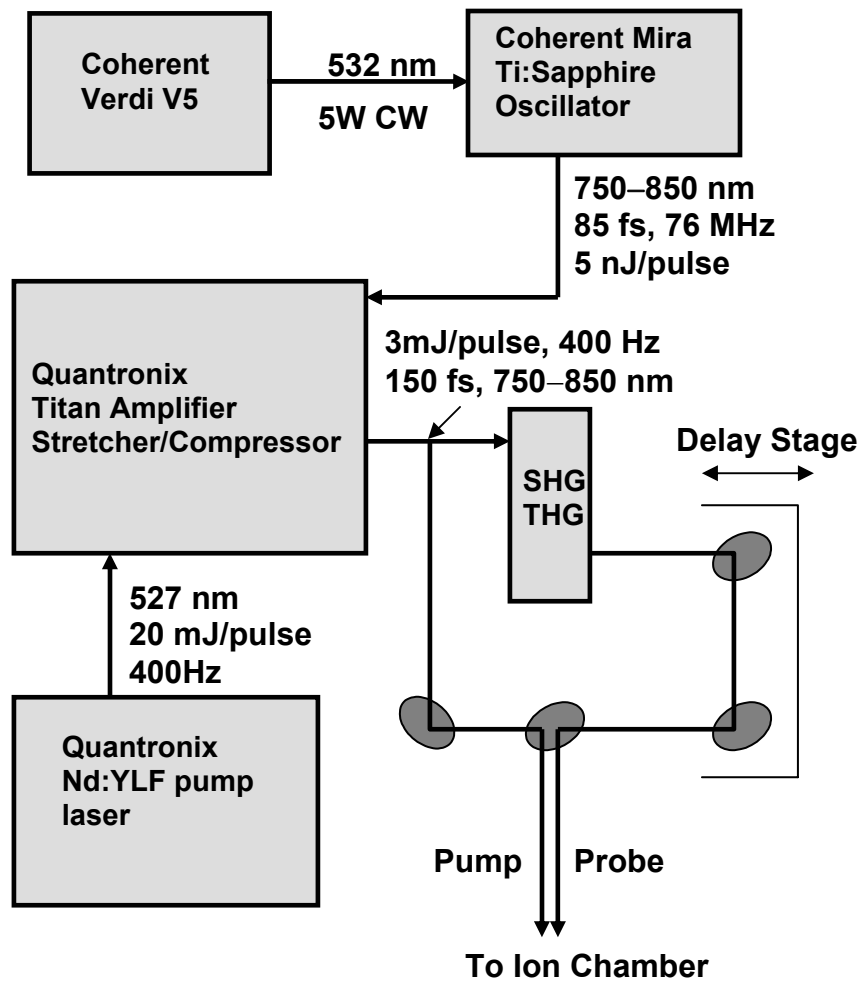 Coherent
Verdi V5
532 nm
5W CW
Coherent Mira
Ti:Sapphire
Oscillator
750–850 nm
85 fs, 76 MHz
5 nJ/pulse
Quantronix
Titan Amplifier
Stretcher/Compressor
3mJ/pulse, 400 Hz
150 fs, 750–850 nm
SHG
THG
Delay Stage
527 nm
20 mJ/pulse
400Hz
Quantronix
Nd:YLF pump
laser
Pump
Probe
To Ion Chamber